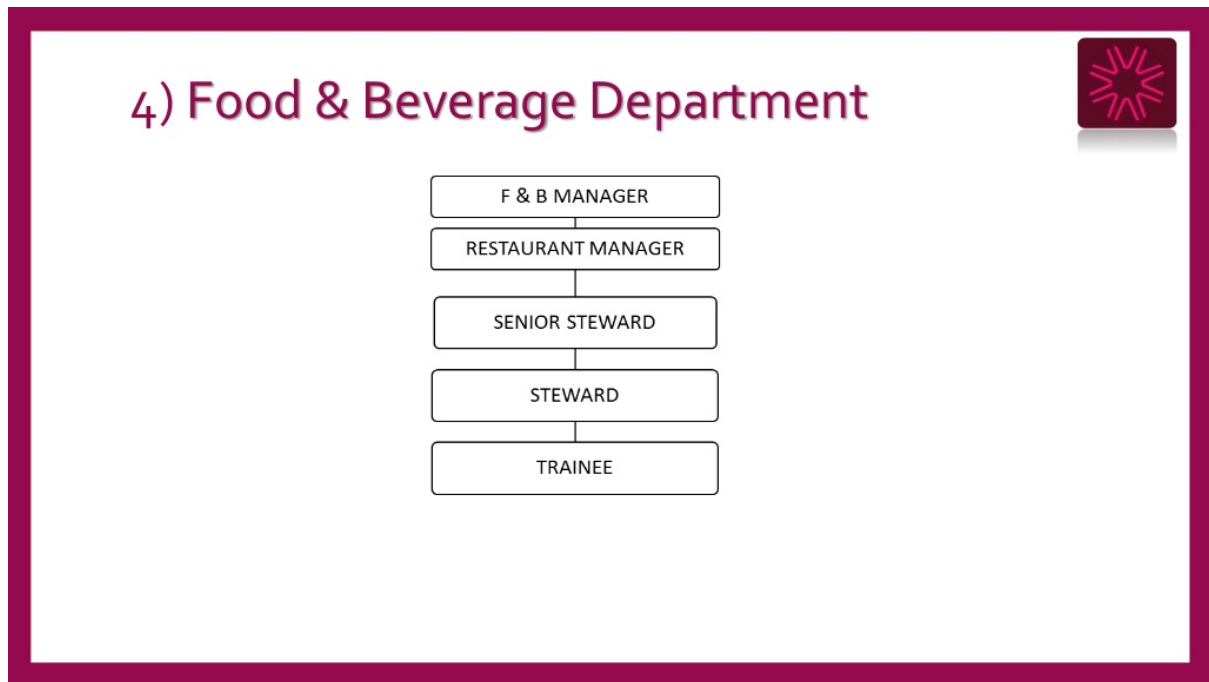 4) Food & Beverage Department
F & B MANAGER
RESTAURANT MANAGER
SENIOR STEWARD
STEWARD
TRAINEE